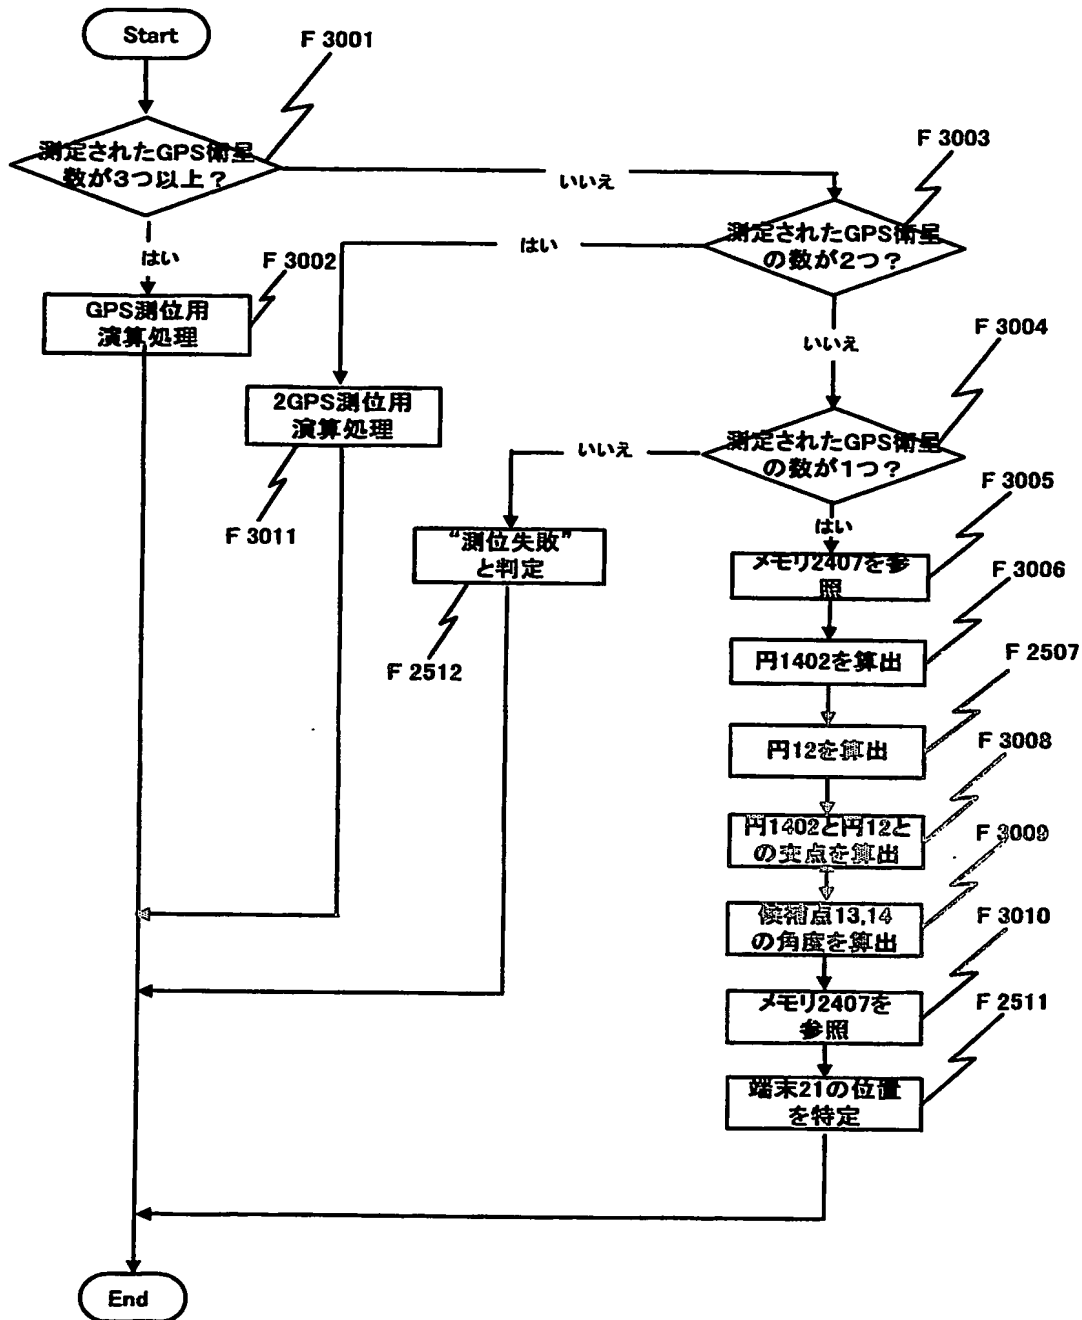 Start
F 3001
測定されたGPS衛星
数が3つ以上？
いいえ
F 3003
測定されたGPS衛星
の数が2つ？
はい
はい
F 3002
GPS測位用
演算処理
いいえ
F 3004
2GPS測位用
演算処理
F 3011
測定されたGPS衛星
の数が1つ？
いいえ
はい
F 3005
“測位失敗”
と判定
F 2512
メモリ2407を参
照
F 3006
円1402を算出
F 2507
円12を算出
F 3008
円1402と円12と
の交点を算出
F 3009
候補点13,14
の角度を算出
F 3010
メモリ2407を
参照
F 2511
端末21の位置
を特定
End